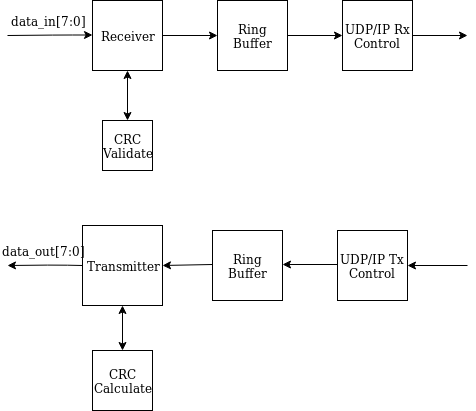 data_in[7:0]
Receiver
Ring
Buffer
UDP/IP Rx
Control
CRC
Validate
data_out[7:0]
Transmitter
Ring
Buffer
UDP/IP Tx
Control
CRC
Calculate